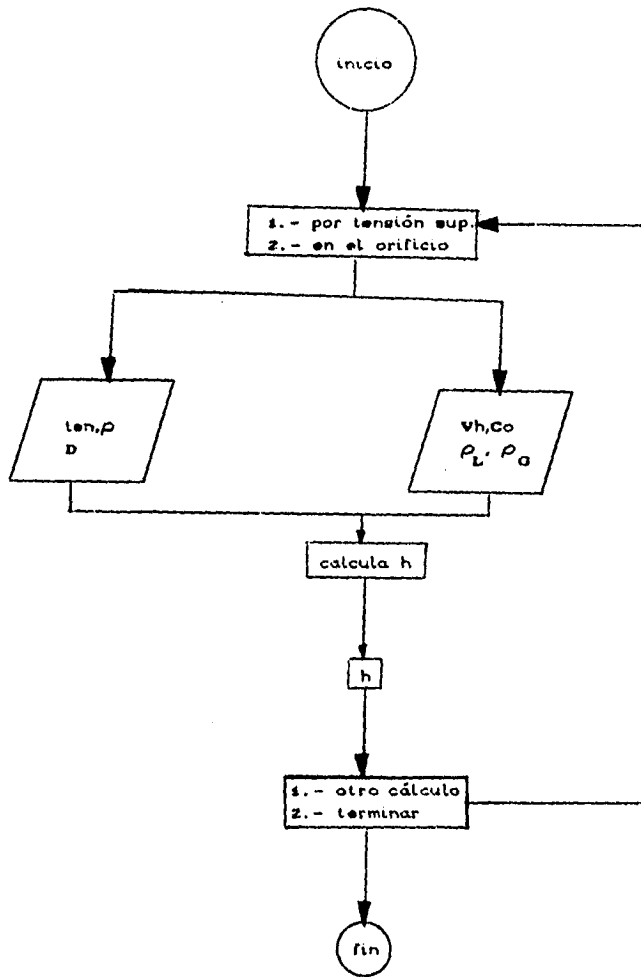 inicio
1.- por tensión sup.
2.- en el orificio
ten,ρ
D
Vh,Co
ρL, ρG
calcula h
h
1.- otro cálculo
2.- terminar
fin